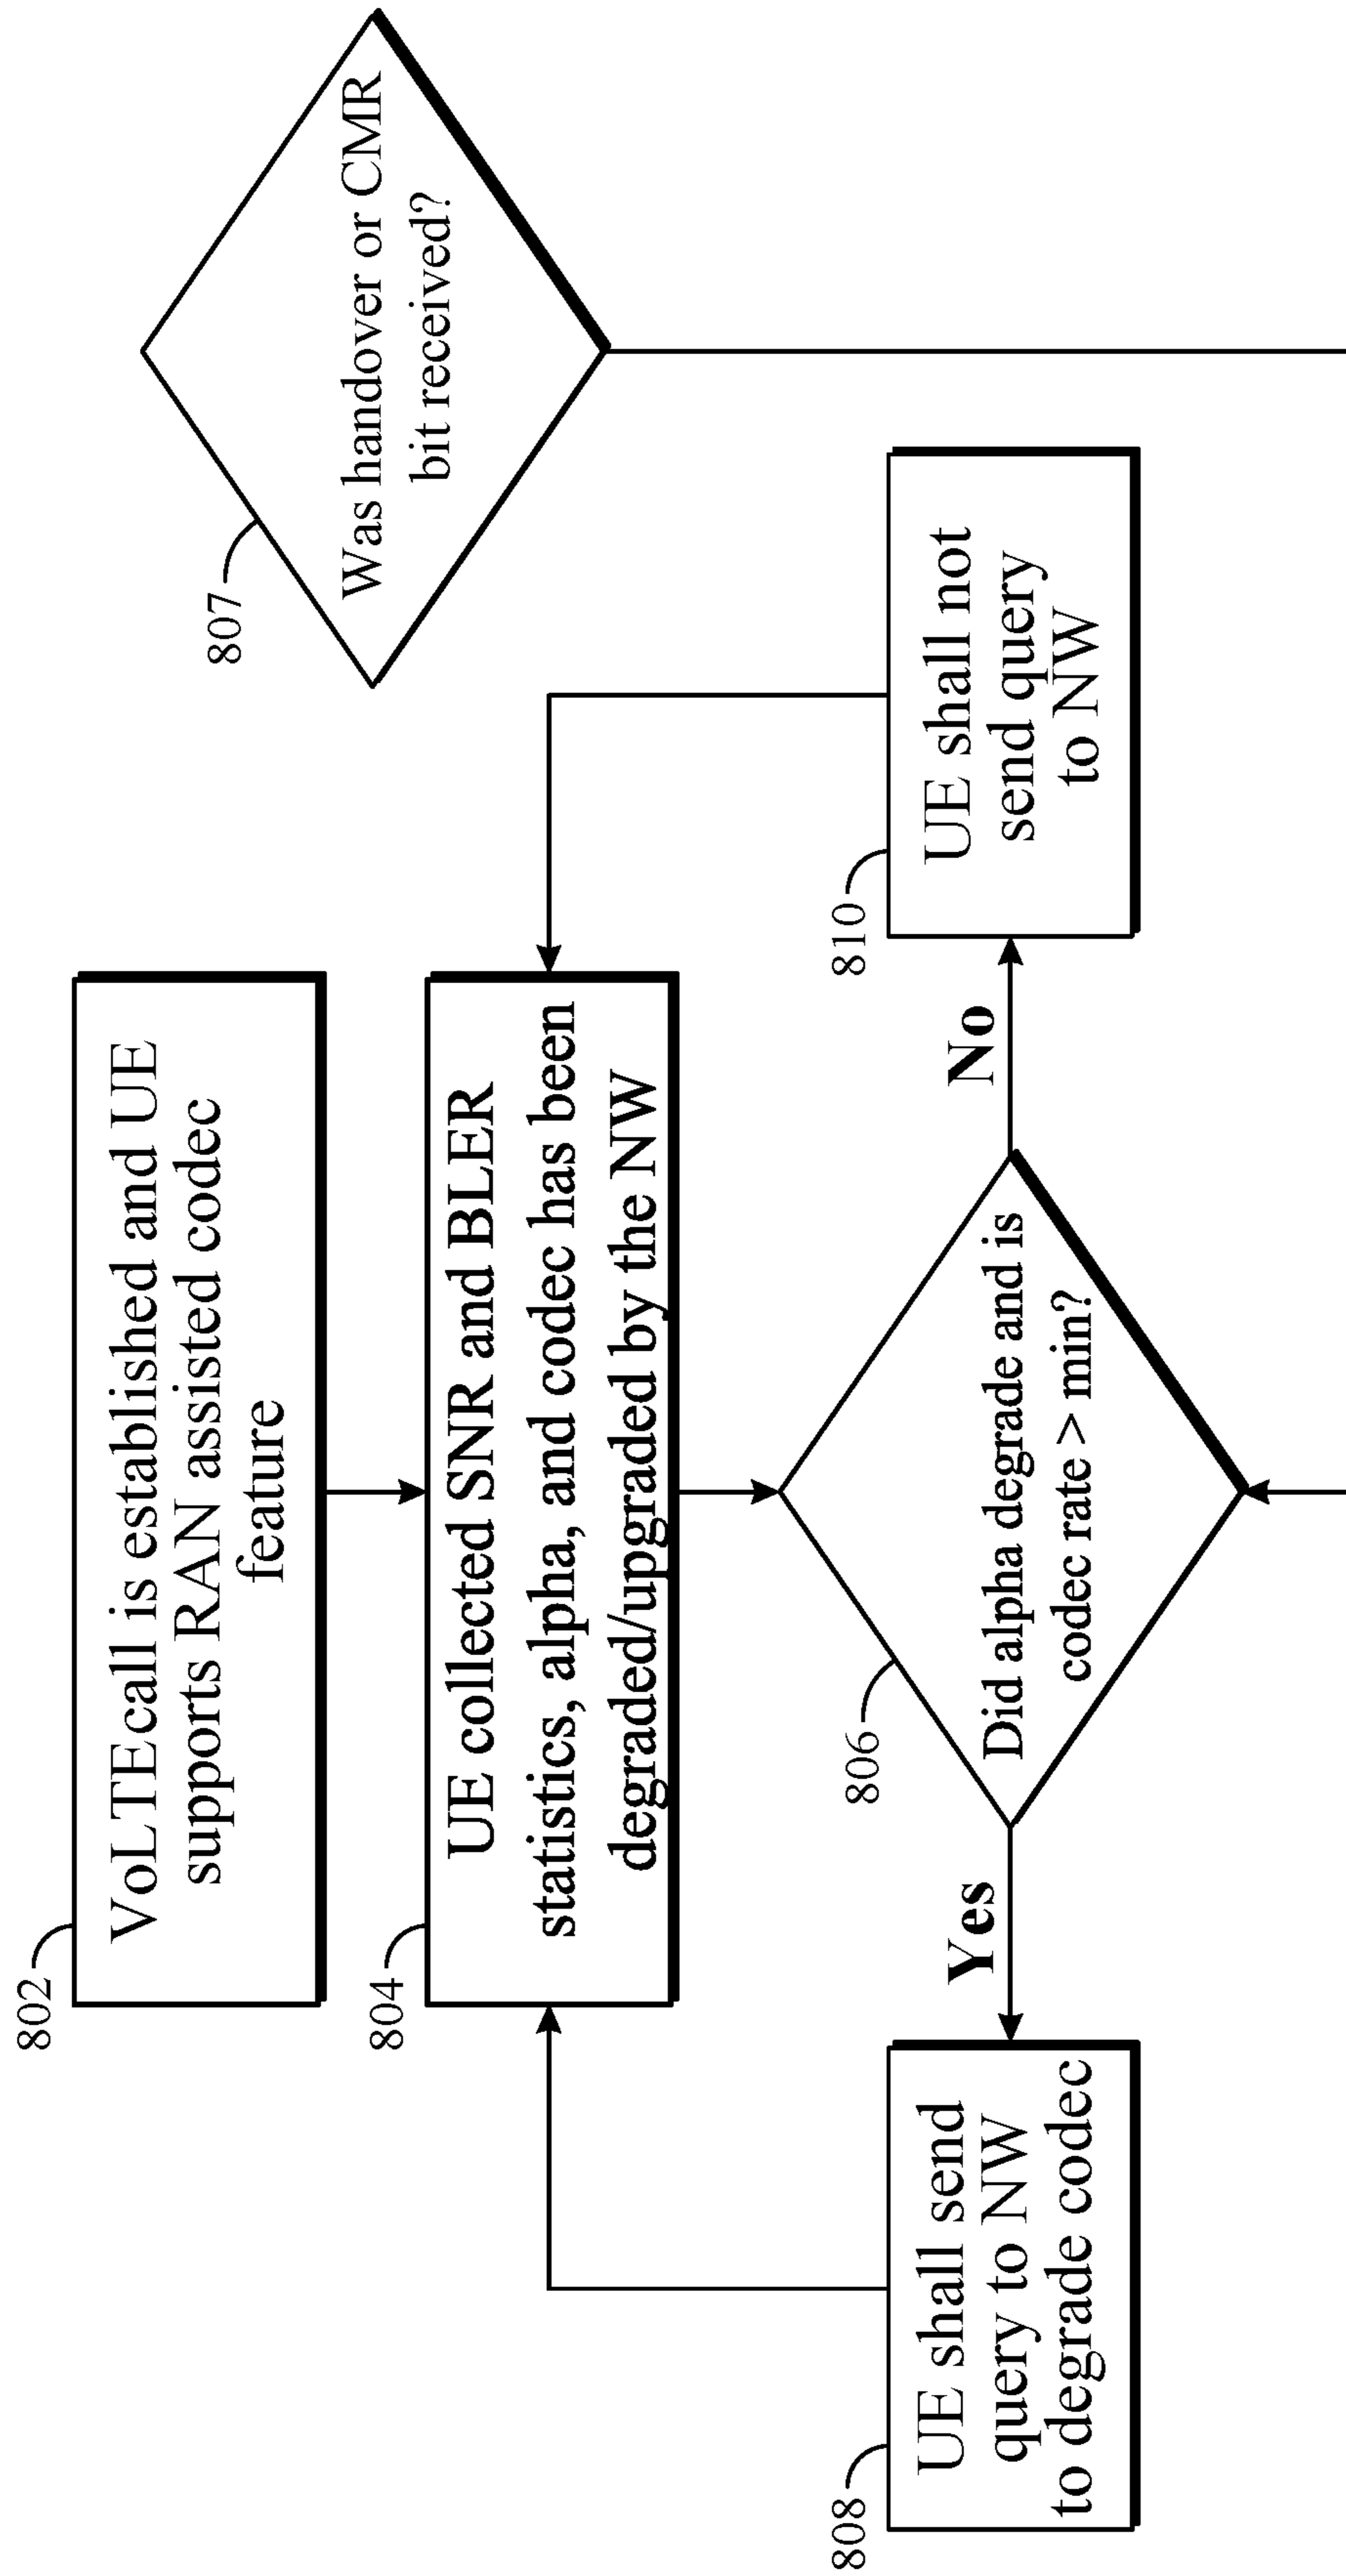 802
VoLTEcall is established and UE
supports RAN assisted codec
feature
804
UE collected SNR and BLER
statistics, alpha, and codec has been
degraded/upgraded by the NW
807
Was handover or CMR
bit received?
806
Did alpha degrade and is
codec rate > min?
Yes
No
808
UE shall send
query to NW
to degrade codec
810
UE shall not
send query
to NW